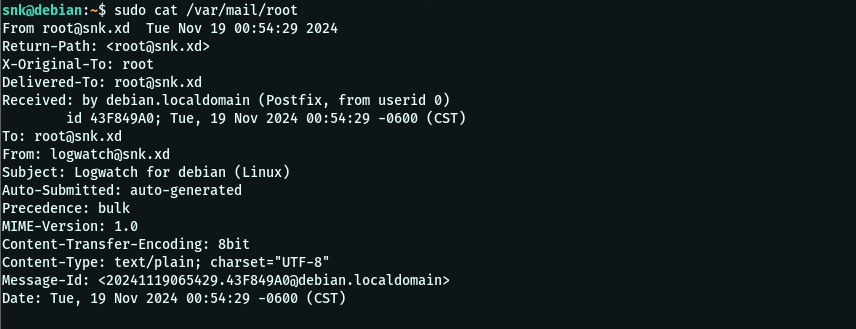 snk@debian:~$ sudo cat /var/mail/root
From root@snk.xd  Tue Nov 19 00:54:29 2024
Return-Path: <root@snk.xd>
X-Original-To: root
Delivered-To: root@snk.xd
Received: by debian.localdomain (Postfix, from userid 0)
        id 43F849A0; Tue, 19 Nov 2024 00:54:29 -0600 (CST)
To: root@snk.xd
From: logwatch@snk.xd
Subject: Logwatch for debian (Linux)
Auto-Submitted: auto-generated
Precedence: bulk
MIME-Version: 1.0
Content-Transfer-Encoding: 8bit
Content-Type: text/plain; charset="UTF-8"
Message-Id: <20241119065429.43F849A0@debian.localdomain>
Date: Tue, 19 Nov 2024 00:54:29 -0600 (CST)